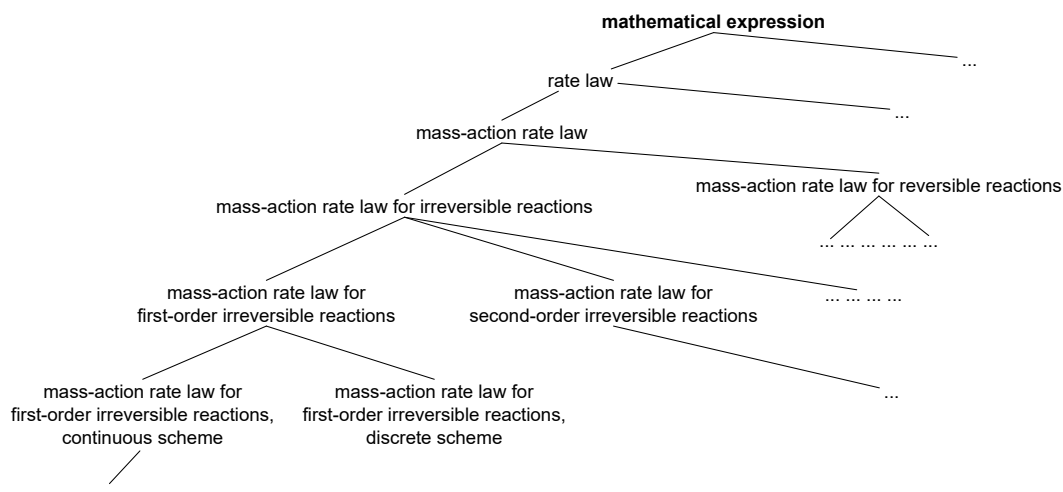 mathematical expression
...
rate law
...
mass-action rate law
mass-action rate law for reversible reactions
mass-action rate law for irreversible reactions
... ... ... ... ... ...
mass-action rate law for
first-order irreversible reactions
mass-action rate law for
second-order irreversible reactions
... ... ... ...
mass-action rate law for
first-order irreversible reactions,
continuous scheme
mass-action rate law for
first-order irreversible reactions,
discrete scheme
...